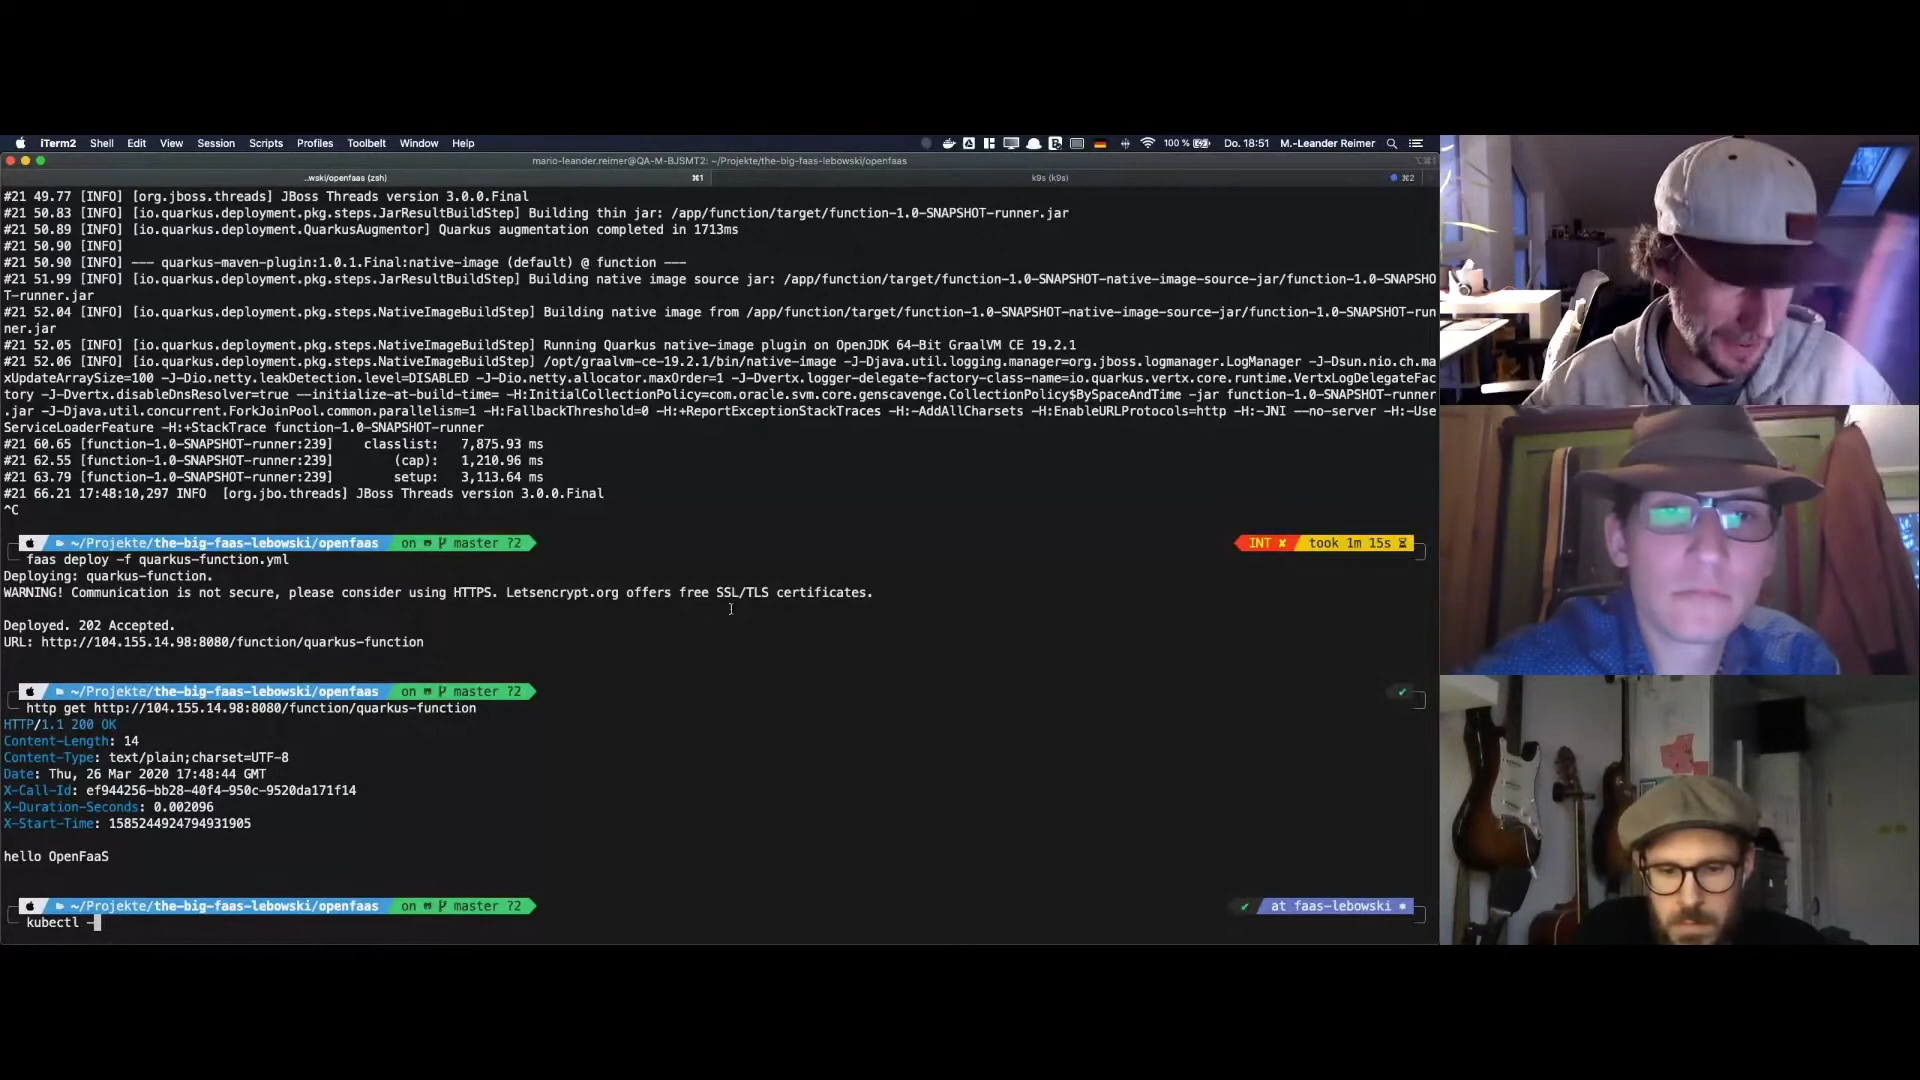 iTerm2 Shell Edit View Session Scripts Profiles Toolbelt Window Help 100 % Do. 18:51 M.-Leander Reimer
mario-leander.reimer@QA-M-BJSMT2: ~/Projekte/the-big-faas-lebowski/openfaas
..wski/openfaas (zsh) ⌘1 k9s (k9s) ⌘2
#21 49.77 [INFO] [org.jboss.threads] JBoss Threads version 3.0.0.Final
#21 50.83 [INFO] [io.quarkus.deployment.pkg.steps.JarResultBuildStep] Building thin jar: /app/function/target/function-1.0-SNAPSHOT-runner.jar
#21 50.89 [INFO] [io.quarkus.deployment.QuarkusAugmentor] Quarkus augmentation completed in 1713ms
#21 50.90 [INFO]
#21 50.90 [INFO] --- quarkus-maven-plugin:1.0.1.Final:native-image (default) @ function ---
#21 51.99 [INFO] [io.quarkus.deployment.pkg.steps.JarResultBuildStep] Building native image source jar: /app/function/target/function-1.0-SNAPSHOT-native-image-source-jar/function-1.0-SNAPSHO
T-runner.jar
#21 52.04 [INFO] [io.quarkus.deployment.pkg.steps.NativeImageBuildStep] Building native image from /app/function/target/function-1.0-SNAPSHOT-native-image-source-jar/function-1.0-SNAPSHOT-run
ner.jar
#21 52.05 [INFO] [io.quarkus.deployment.pkg.steps.NativeImageBuildStep] Running Quarkus native-image plugin on OpenJDK 64-Bit GraalVM CE 19.2.1
#21 52.06 [INFO] [io.quarkus.deployment.pkg.steps.NativeImageBuildStep] /opt/graalvm-ce-19.2.1/bin/native-image -J-Djava.util.logging.manager=org.jboss.logmanager.LogManager -J-Dsun.nio.ch.ma
xUpdateArraySize=100 -J-Dio.netty.leakDetection.level=DISABLED -J-Dio.netty.allocator.maxOrder=1 -J-Dvertx.logger-delegate-factory-class-name=io.quarkus.vertx.core.runtime.VertxLogDelegateFac
tory -J-Dvertx.disableDnsResolver=true --initialize-at-build-time= -H:InitialCollectionPolicy=com.oracle.svm.core.genscavenge.CollectionPolicy$BySpaceAndTime -jar function-1.0-SNAPSHOT-runner
.jar -J-Djava.util.concurrent.ForkJoinPool.common.parallelism=1 -H:FallbackThreshold=0 -H:+ReportExceptionStackTraces -H:-AddAllCharsets -H:EnableURLProtocols=http -H:-JNI --no-server -H:-Use
ServiceLoaderFeature -H:+StackTrace function-1.0-SNAPSHOT-runner
#21 60.65 [function-1.0-SNAPSHOT-runner:239] classlist: 7,875.93 ms
#21 62.55 [function-1.0-SNAPSHOT-runner:239] (cap): 1,210.96 ms
#21 63.79 [function-1.0-SNAPSHOT-runner:239] setup: 3,113.64 ms
#21 66.21 17:48:10,297 INFO [org.jbo.threads] JBoss Threads version 3.0.0.Final
^C
~/Projekte/the-big-faas-lebowski/openfaas on master ?2 INT ✘ took 1m 15s
faas deploy -f quarkus-function.yml
Deploying: quarkus-function.
WARNING! Communication is not secure, please consider using HTTPS. Letsencrypt.org offers free SSL/TLS certificates.
Deployed. 202 Accepted.
URL: http://104.155.14.98:8080/function/quarkus-function
~/Projekte/the-big-faas-lebowski/openfaas on master ?2 ✔
http get http://104.155.14.98:8080/function/quarkus-function
HTTP/1.1 200 OK
Content-Length: 14
Content-Type: text/plain;charset=UTF-8
Date: Thu, 26 Mar 2020 17:48:44 GMT
X-Call-Id: ef944256-bb28-40f4-950c-9520da171f14
X-Duration-Seconds: 0.002096
X-Start-Time: 1585244924794931905
hello OpenFaaS
~/Projekte/the-big-faas-lebowski/openfaas on master ?2 ✔ at faas-lebowski
kubectl -